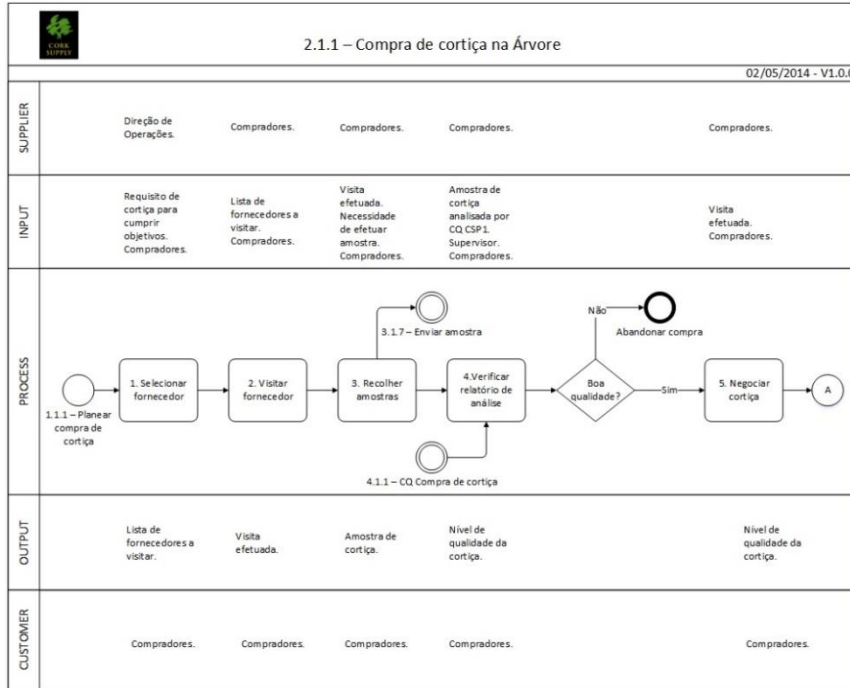 CORK
SUPPLY
2.1.1 – Compra de cortiça na Árvore
02/05/2014 - V1.0.0
SUPPLIER
Direção de
Operações.
Compradores.
Compradores.
Compradores.
Compradores.
INPUT
Requisito de
cortiça para
cumprir
objetivos.
Compradores.
Lista de
fornecedores a
visitar.
Compradores.
Visita
efetuada.
Necessidade
de efetuar
amostra.
Compradores.
Amostra de
cortiça
analisada por
CQ CSP1.
Supervisor.
Compradores.
Visita
efetuada.
Compradores.
PROCESS
1.1.1 – Planear
compra de
cortiça
1. Selecionar
fornecedor
2. Visitar
fornecedor
3. Recolher
amostras
3.1.7 – Enviar amostra
4.Verificar
relatório de
análise
4.1.1 – CQ Compra de cortiça
Boa
qualidade?
Não
Abandonar compra
Sim
5. Negociar
cortiça
A
OUTPUT
Lista de
fornecedores a
visitar.
Visita
efetuada.
Amostra de
cortiça.
Nível de
qualidade da
cortiça.
Nível de
qualidade da
cortiça.
CUSTOMER
Compradores.
Compradores.
Compradores.
Compradores.
Compradores.